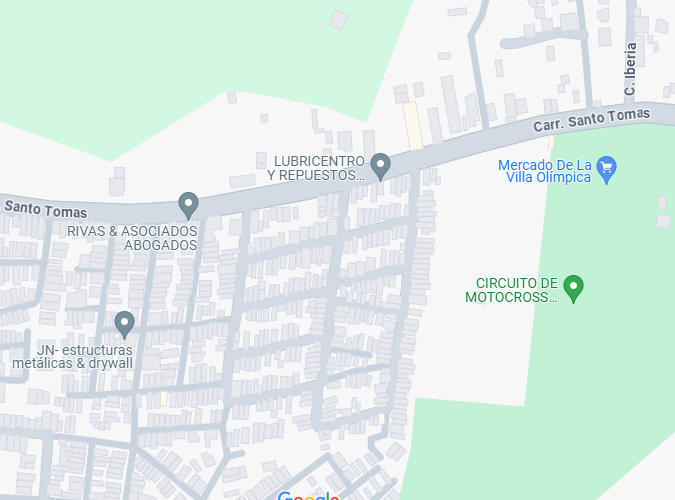 C. Iberia
Carr. Santo Tomas
LUBRICENTRO
Y REPUESTOS...
Mercado De La
Villa Olímpica
Santo Tomas
RIVAS & ASOCIADOS
ABOGADOS
CIRCUITO DE
MOTOCROSS...
JN- estructuras
metálicas & drywall
Google